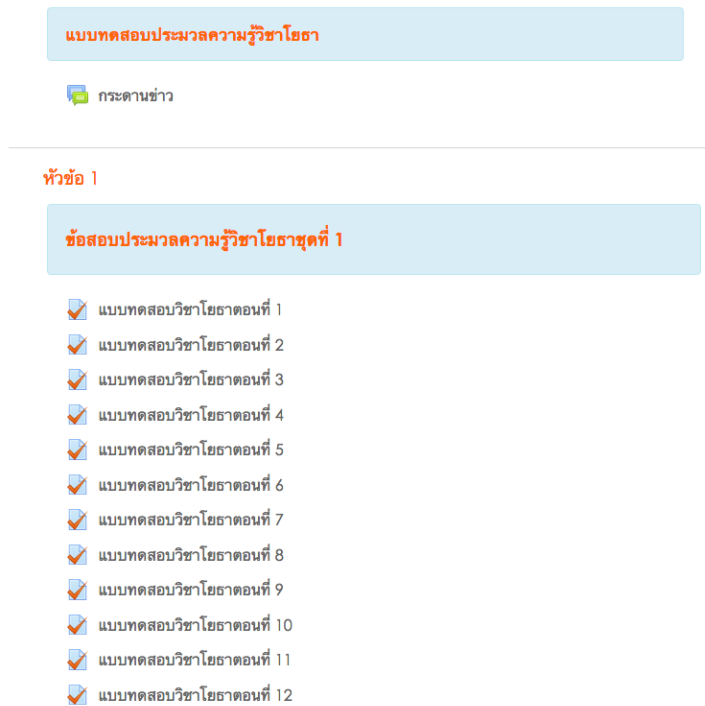 แบบทดสอบประมวลความรู้วิชาโยธา
กระดานข่าว
หัวข้อ 1
ข้อสอบประมวลความรู้วิชาโยธาชุดที่ 1
แบบทดสอบวิชาโยธาตอนที่ 1
แบบทดสอบวิชาโยธาตอนที่ 2
แบบทดสอบวิชาโยธาตอนที่ 3
แบบทดสอบวิชาโยธาตอนที่ 4
แบบทดสอบวิชาโยธาตอนที่ 5
แบบทดสอบวิชาโยธาตอนที่ 6
แบบทดสอบวิชาโยธาตอนที่ 7
แบบทดสอบวิชาโยธาตอนที่ 8
แบบทดสอบวิชาโยธาตอนที่ 9
แบบทดสอบวิชาโยธาตอนที่ 10
แบบทดสอบวิชาโยธาตอนที่ 11
แบบทดสอบวิชาโยธาตอนที่ 12